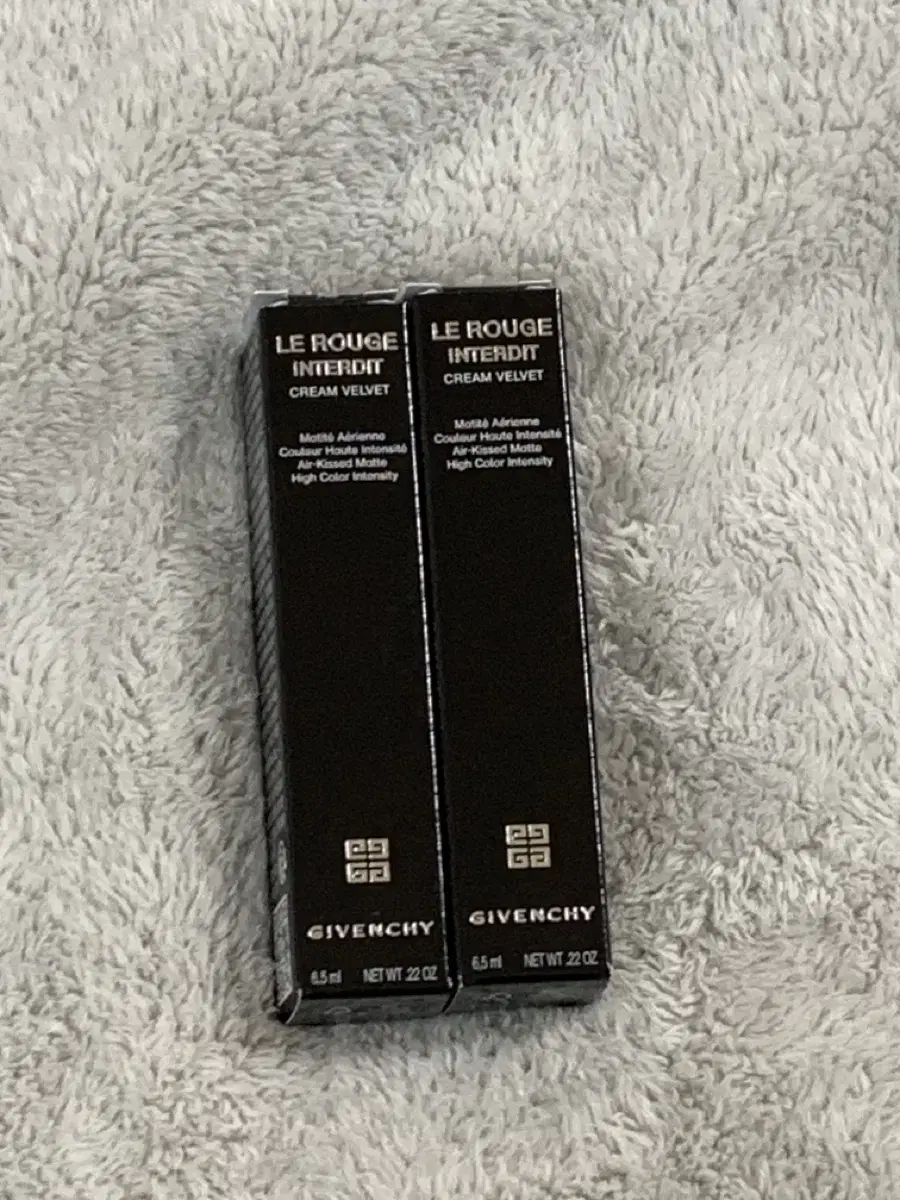 LE ROUGE
INTERDIT
CREAM VELVET
Matité Aérienne
Couleur Haute Intensité
Air-Kissed Matte
High Color Intensity
GIVENCHY
6.5 ml NET WT .22 OZ
LE ROUGE
INTERDIT
CREAM VELVET
Matité Aérienne
Couleur Haute Intensité
Air-Kissed Matte
High Color Intensity
GIVENCHY
6.5 ml NET WT .22 OZ